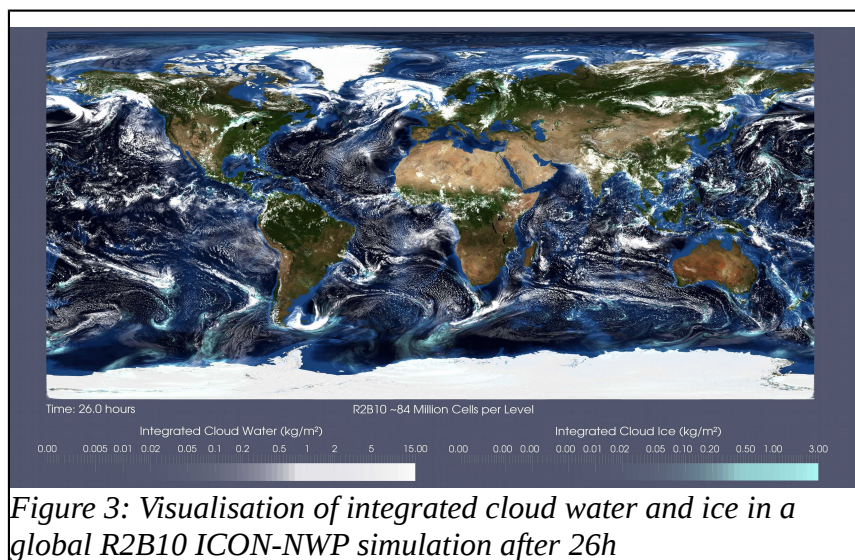 Time: 26.0 hours
R2B10 ~84 Million Cells per Level
Integrated Cloud Water (kg/m²)
0.00 0.005 0.01 0.02 0.05 0.1 0.2 0.5 1 2 5 15.00
Integrated Cloud Ice (kg/m²)
0.00 0.00 0.00 0.01 0.02 0.05 0.10 0.20 0.50 1.00 3.00
Figure 3: Visualisation of integrated cloud water and ice in a
global R2B10 ICON-NWP simulation after 26h